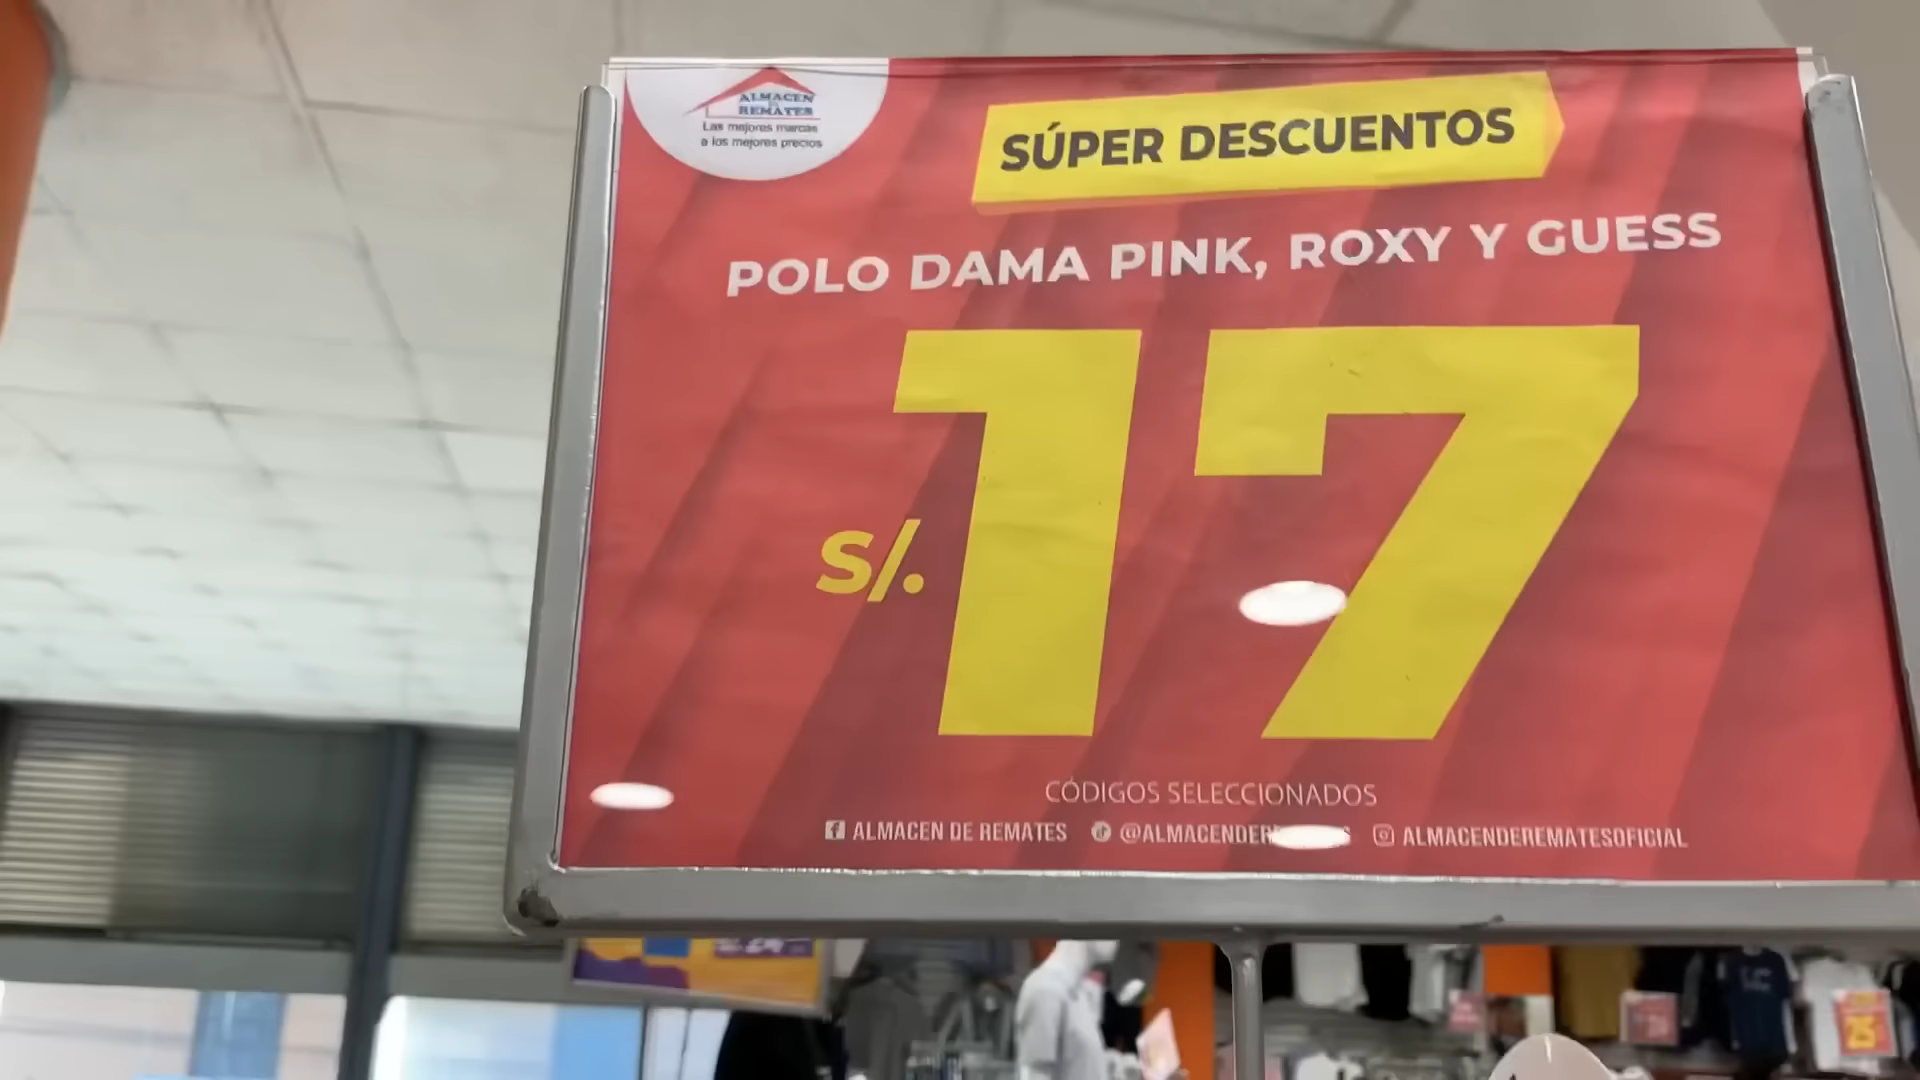 ALMACEN
DE
REMATES
Las mejores marcas
a los mejores precios
SÚPER DESCUENTOS
POLO DAMA PINK, ROXY Y GUESS
S/. 17
CÓDIGOS SELECCIONADOS
ALMACEN DE REMATES ALMACENDEREMATESOFICIAL
25